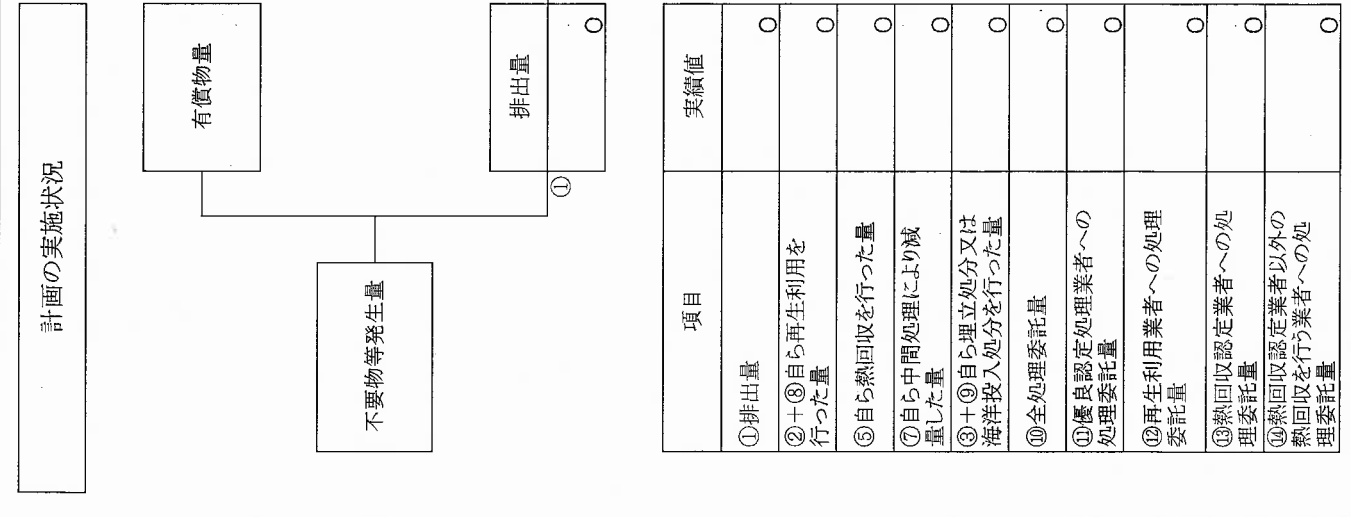 計画の実施状況
有償物量
不要物等発生量
①
排出量
0
項目
実績値
①排出量
0
②+⑧自ら再生利用を
行った量
0
⑤自ら熱回収を行った量
0
⑦自ら中間処理により減
量した量
0
③+⑨自ら埋立処分又は
海洋投入処分を行った量
0
⑩全処理委託量
0
⑪優良認定処理業者への
処理委託量
0
⑫再生利用業者への処理
委託量
0
⑬熱回収認定業者への処
理委託量
0
⑭熱回収認定業者以外の
熱回収を行う業者への処
理委託量
0